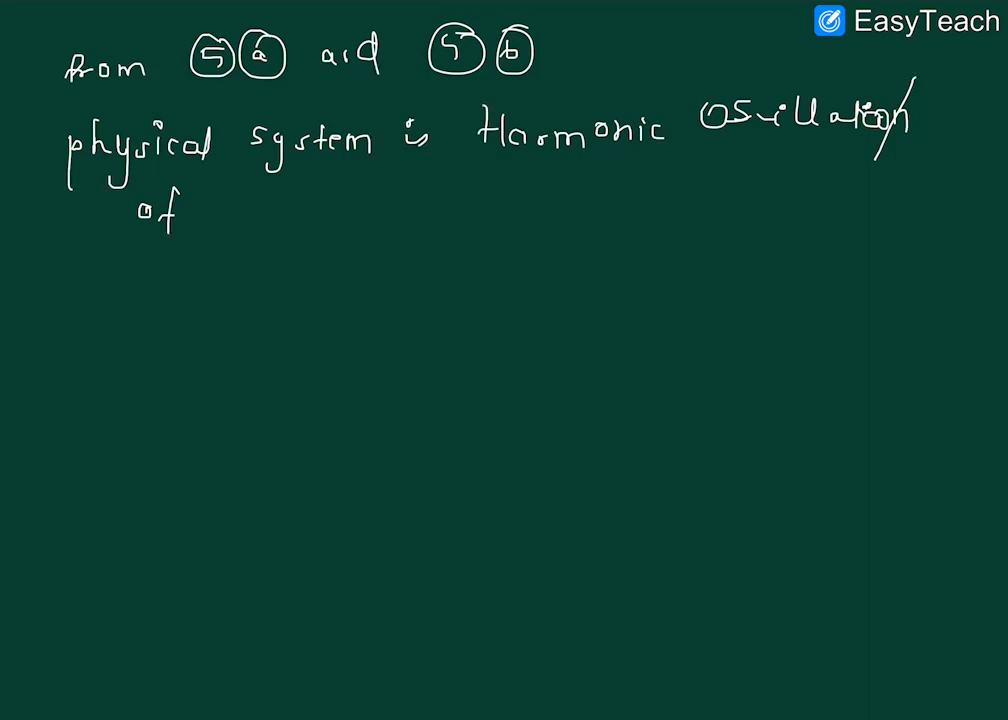 EasyTeach
from 5 a and 5 b
physical system is Harmonic Oscillation
of